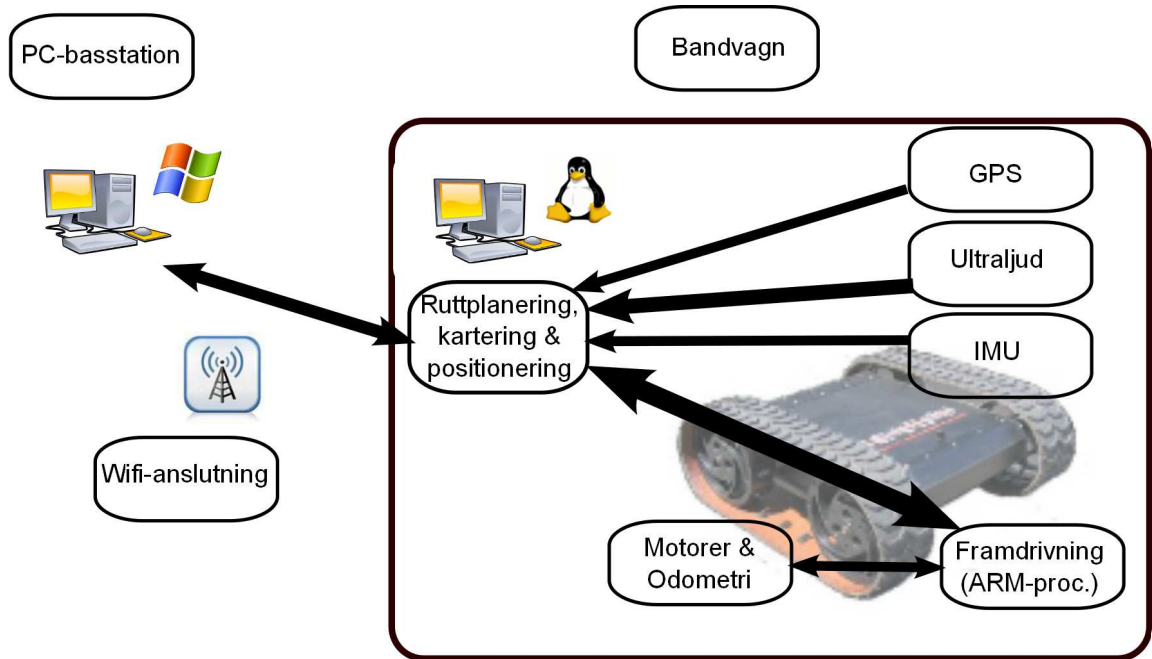 PC-basstation
Bandvagn
GPS
Ultraljud
Ruttplanering,
kartering &
positionering
IMU
Wifi-anslutning
Motorer &
Odometri
Framdrivning
(ARM-proc.)